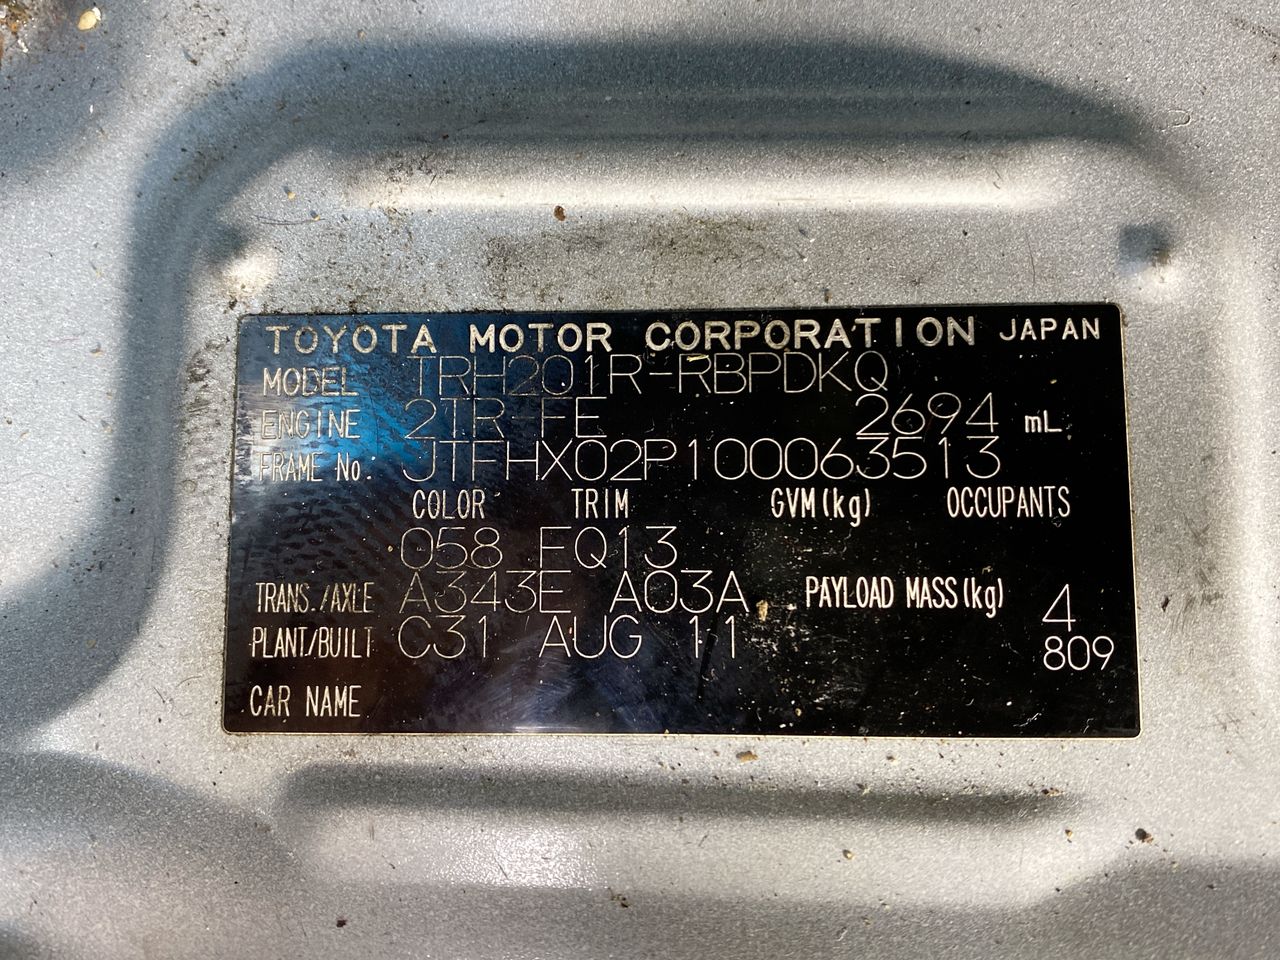 TOYOTA MOTOR CORPORATION JAPAN
MODEL TRH201R-RBPDKQ
ENGINE 2TR-FE 2694 mL
FRAME No. JTFHX02P100063513
COLOR TRIM GVM(kg) OCCUPANTS
058 FQ13
TRANS./AXLE A343E A03A PAYLOAD MASS(kg) 4
PLANT/BUILT C31 AUG 11 809
CAR NAME